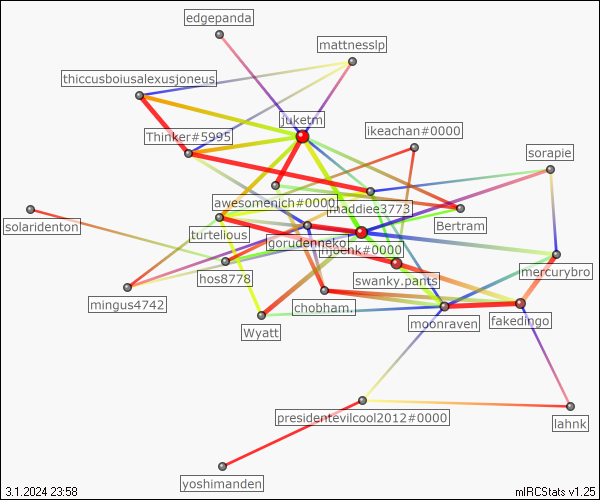 edgepanda
mattnesslp
thiccusboiusalexusjoneus
juketm
ikeachan#0000
Thinker#5995
sorapie
awesomenich#0000
maddiee3773
solaridenton
Bertram
turtelious
gorudenneko
#0000
mercurybro
hos8778
swanky.pants
mingus4742
chobham.
Wyatt
moonraven
fakedingo
presidentevilcool2012#0000
lahnk
yoshimanden
3.1.2024 23:58
mIRCStats v1.25